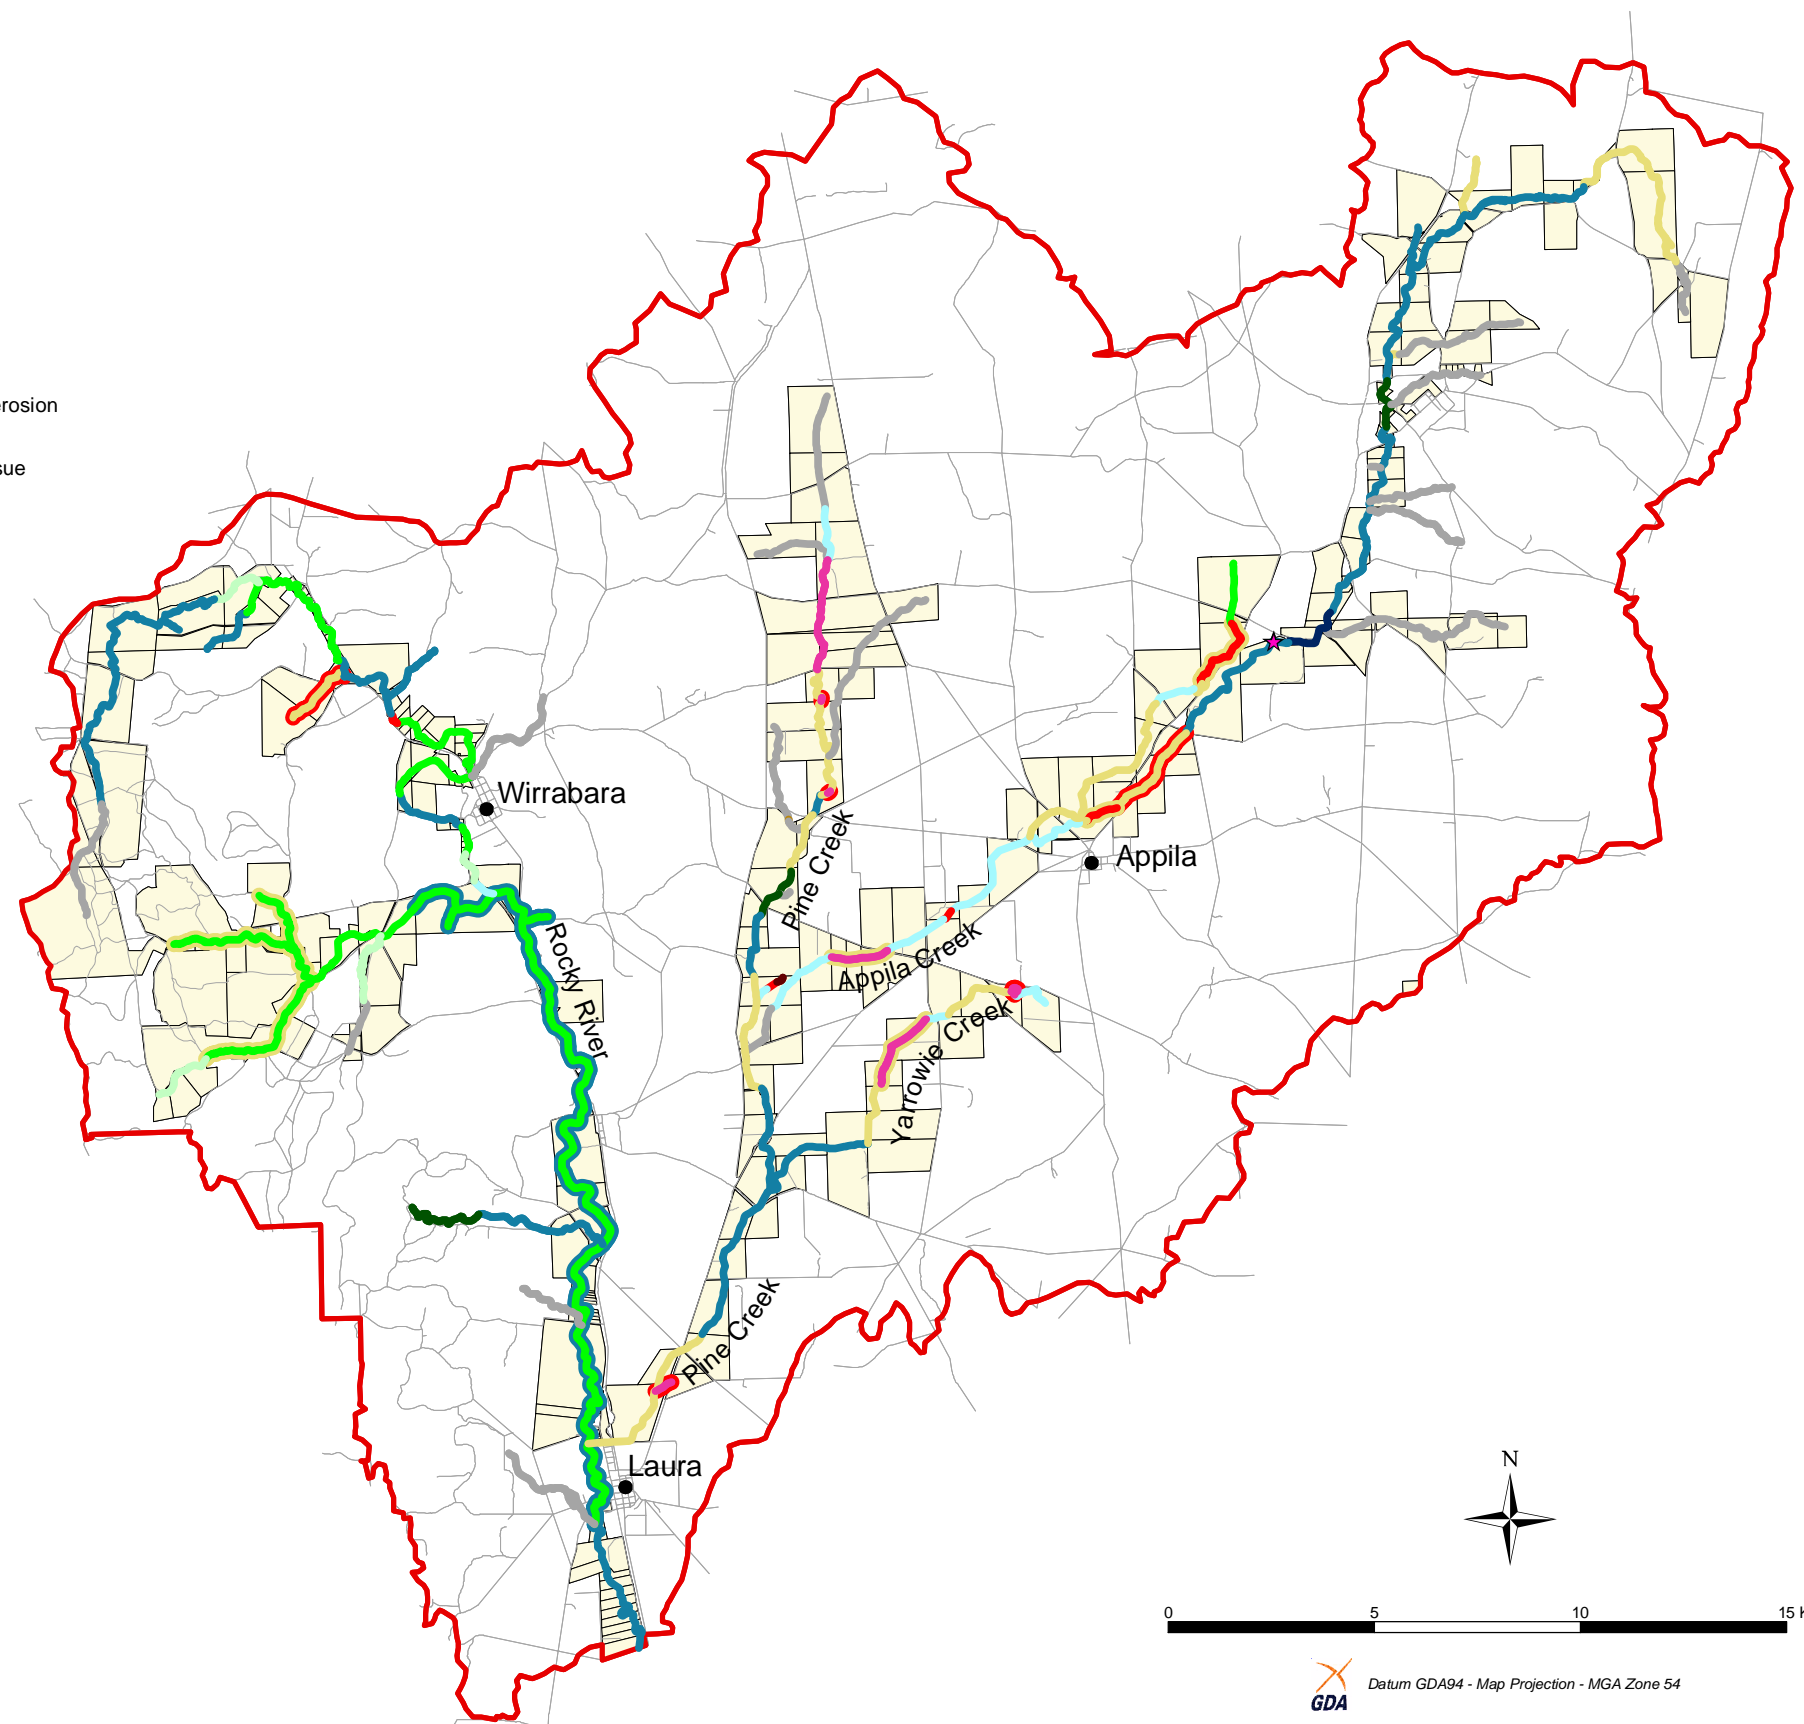 erosion
sue
Wirrabara
Pine Creek
Appila
Appila Creek
Rocky River
Yarrowie Creek
Pine Creek
Laura
N
0 5 10 15 K
GDA
Datum GDA94 - Map Projection - MGA Zone 54